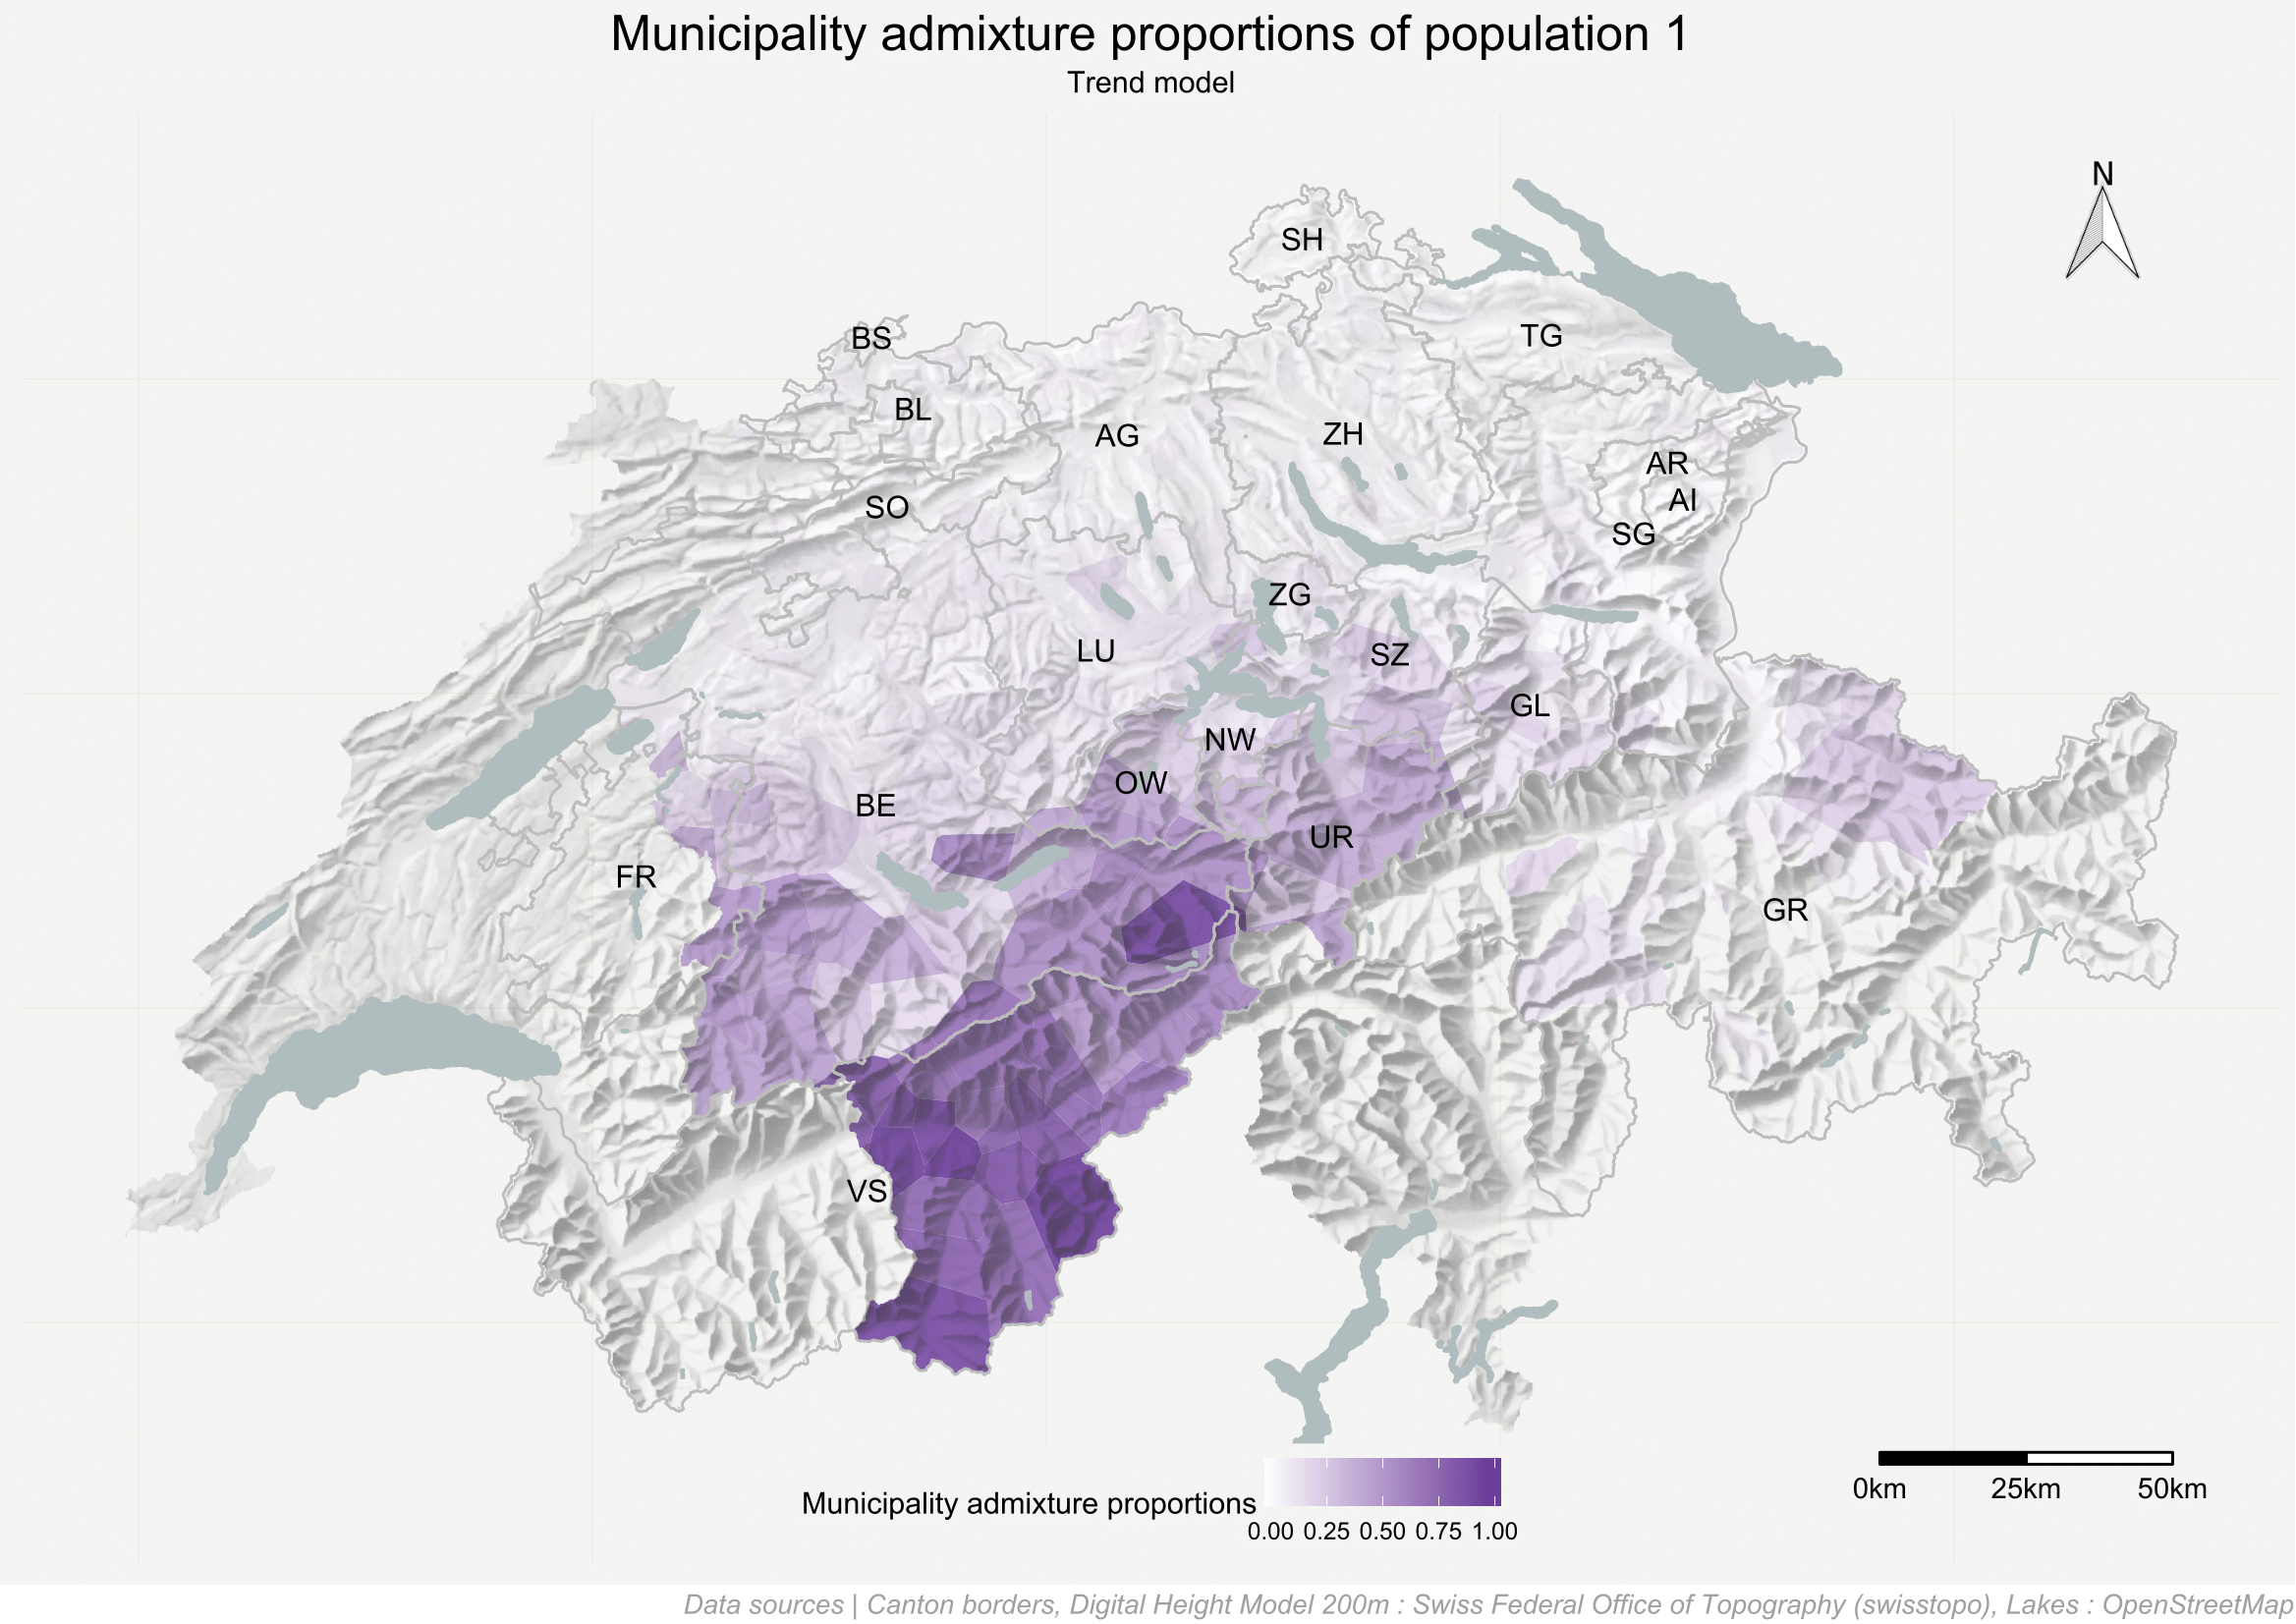 Municipality admixture proportions of population 1
Trend model
N
SH
BS
TG
BL
AG
ZH
AR
AI
SO
SG
ZG
LU
SZ
GL
NW
OW
BE
UR
FR
GR
VS
Municipality admixture proportions
0.00 0.25 0.50 0.75 1.00
0km 25km 50km
Data sources | Canton borders, Digital Height Model 200m : Swiss Federal Office of Topography (swisstopo), Lakes : OpenStreetMap